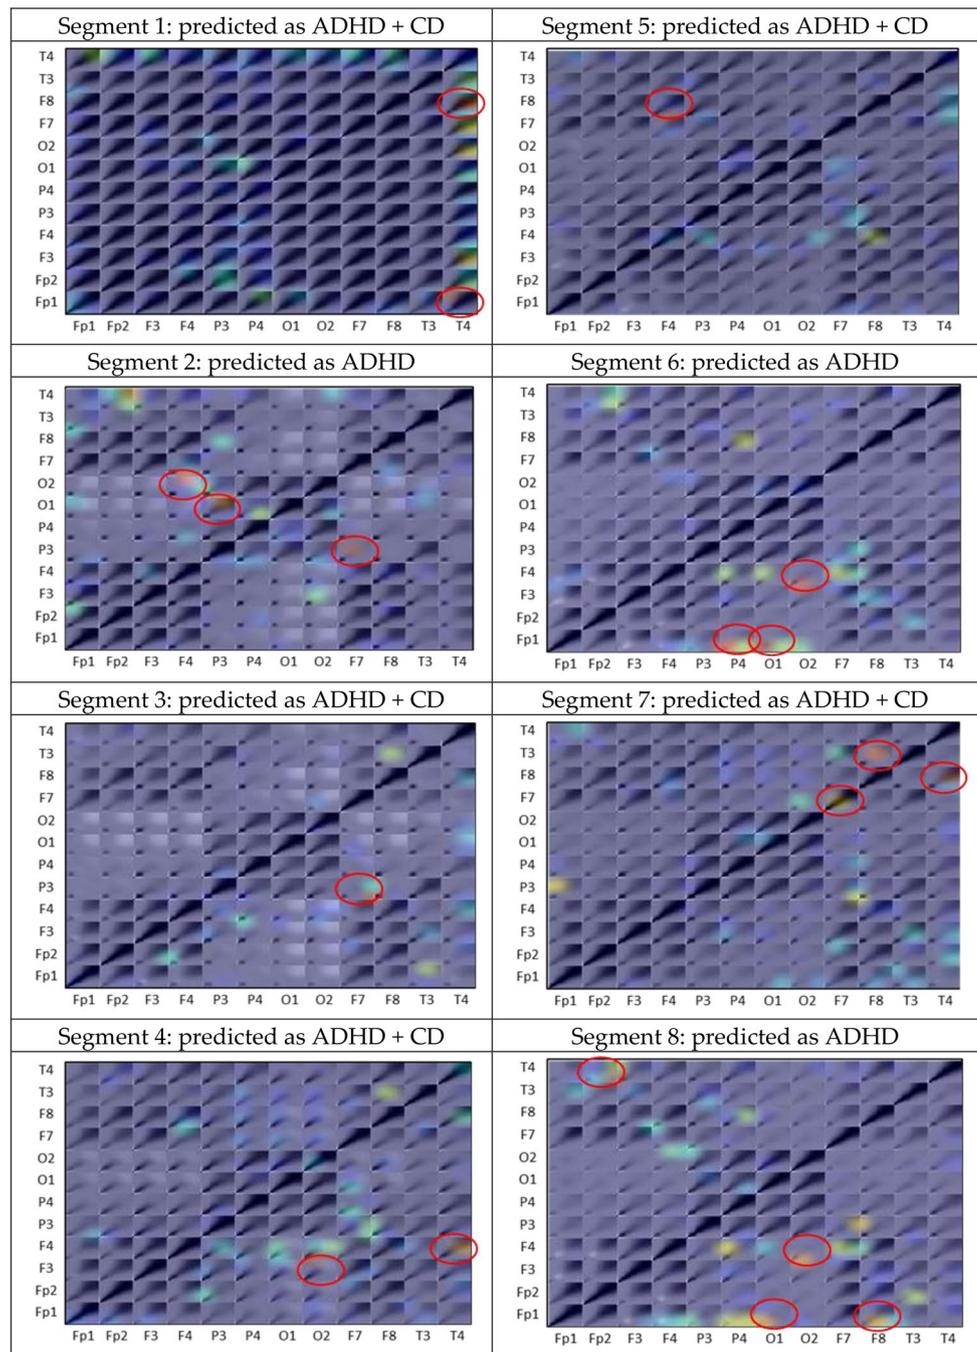 Segment 1: predicted as ADHD + CD
T4
T3
F8
F7
O2
O1
P4
P3
F4
F3
Fp2
Fp1
Fp1 Fp2 F3 F4 P3 P4 O1 O2 F7 F8 T3 T4
Segment 5: predicted as ADHD + CD
T4
T3
F8
F7
O2
O1
P4
P3
F4
F3
Fp2
Fp1
Fp1 Fp2 F3 F4 P3 P4 O1 O2 F7 F8 T3 T4
Segment 2: predicted as ADHD
T4
T3
F8
F7
O2
O1
P4
P3
F4
F3
Fp2
Fp1
Fp1 Fp2 F3 F4 P3 P4 O1 O2 F7 F8 T3 T4
Segment 6: predicted as ADHD
T4
T3
F8
F7
O2
O1
P4
P3
F4
F3
Fp2
Fp1
Fp1 Fp2 F3 F4 P3 P4 O1 O2 F7 F8 T3 T4
Segment 3: predicted as ADHD + CD
T4
T3
F8
F7
O2
O1
P4
P3
F4
F3
Fp2
Fp1
Fp1 Fp2 F3 F4 P3 P4 O1 O2 F7 F8 T3 T4
Segment 7: predicted as ADHD + CD
T4
T3
F8
F7
O2
O1
P4
P3
F4
F3
Fp2
Fp1
Fp1 Fp2 F3 F4 P3 P4 O1 O2 F7 F8 T3 T4
Segment 4: predicted as ADHD + CD
T4
T3
F8
F7
O2
O1
P4
P3
F4
F3
Fp2
Fp1
Fp1 Fp2 F3 F4 P3 P4 O1 O2 F7 F8 T3 T4
Segment 8: predicted as ADHD
T4
T3
F8
F7
O2
O1
P4
P3
F4
F3
Fp2
Fp1
Fp1 Fp2 F3 F4 P3 P4 O1 O2 F7 F8 T3 T4